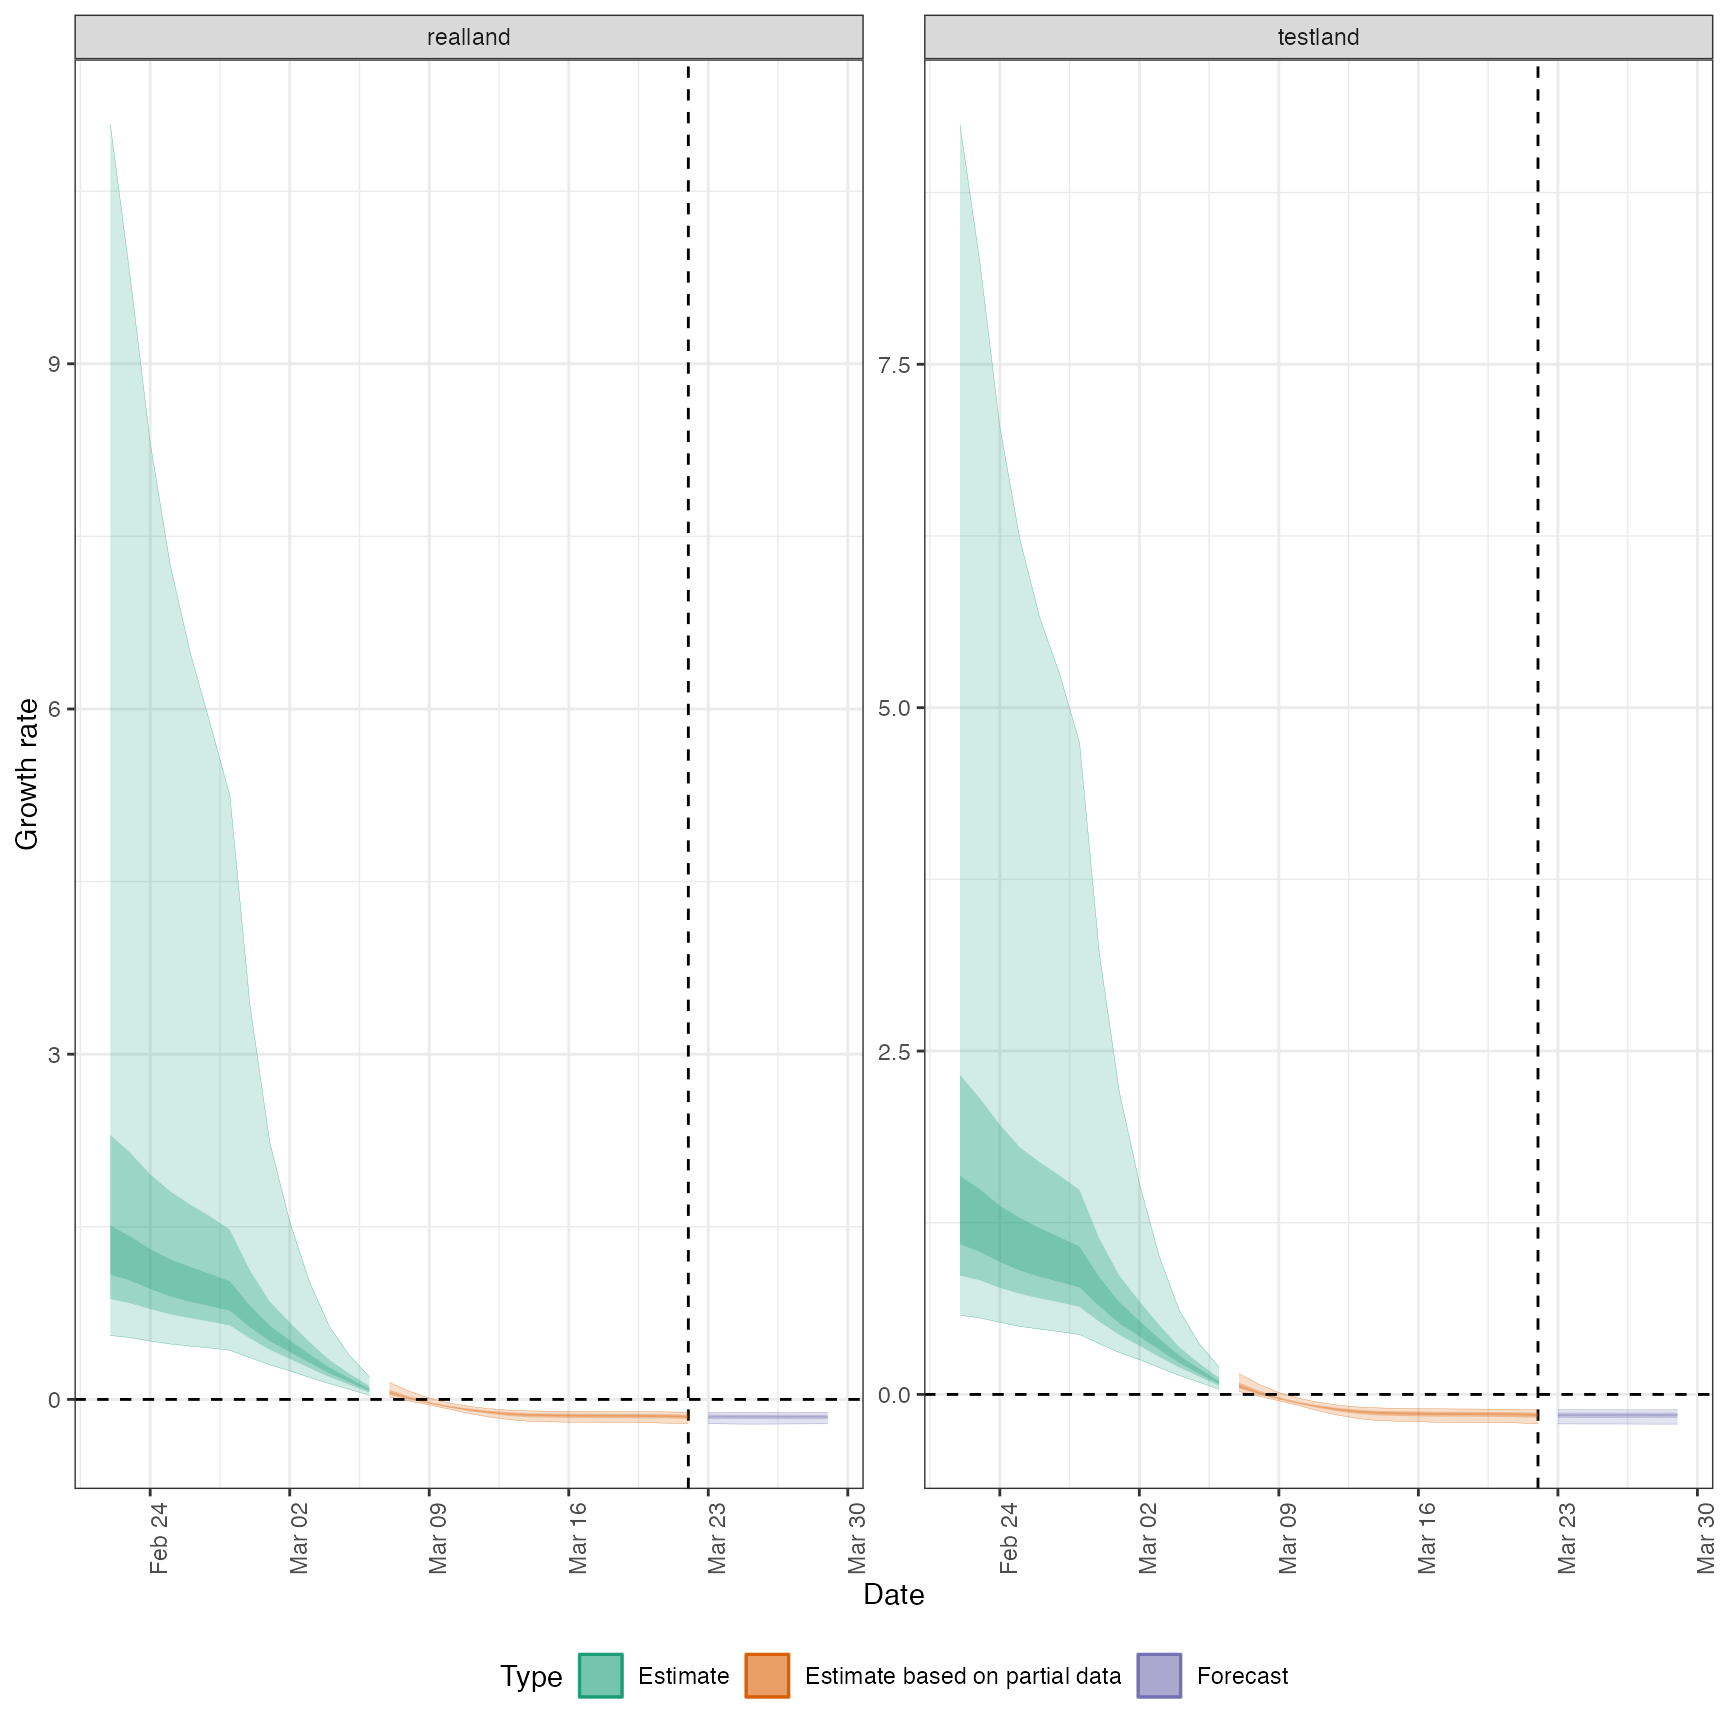 realland
testland
Growth rate
9
6
3
0
7.5
5.0
2.5
0.0
Feb 24
Mar 02
Mar 09
Mar 16
Mar 23
Mar 30
Feb 24
Mar 02
Mar 09
Mar 16
Mar 23
Mar 30
Date
Type Estimate Estimate based on partial data Forecast